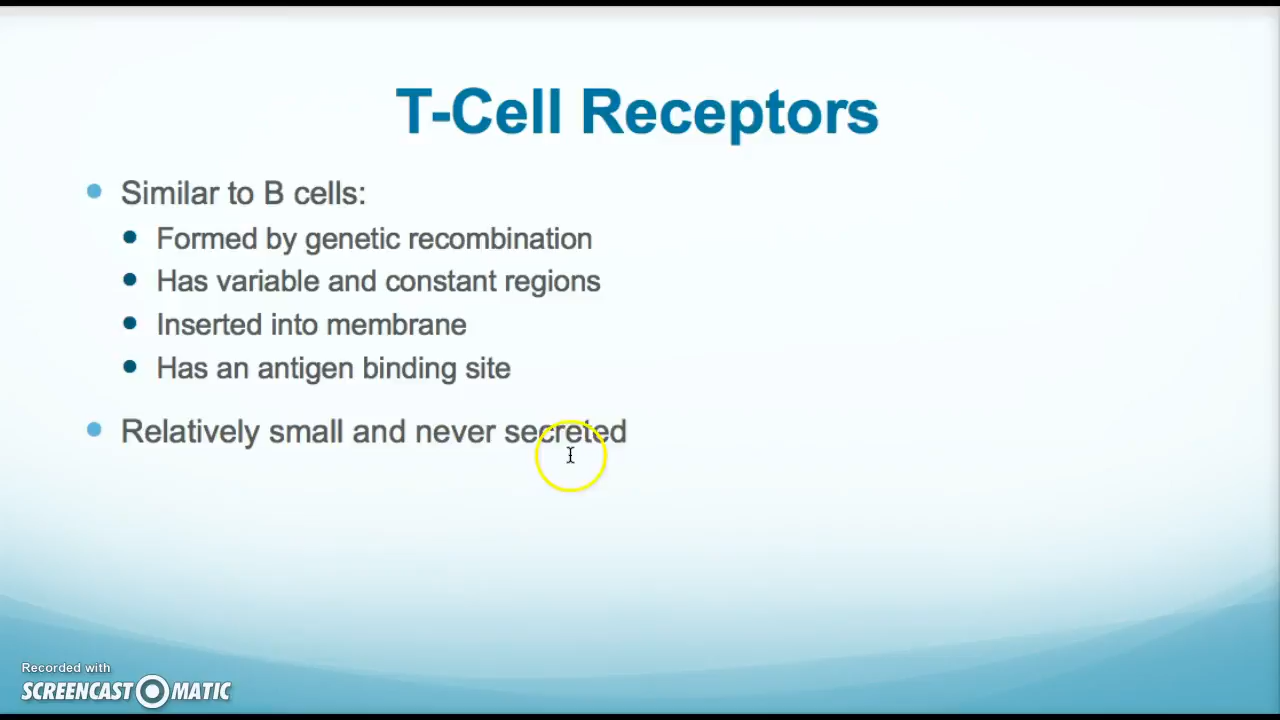 T-Cell Receptors
Similar to B cells:
Formed by genetic recombination
Has variable and constant regions
Inserted into membrane
Has an antigen binding site
Relatively small and never secreted
Recorded with
SCREENCAST MATIC